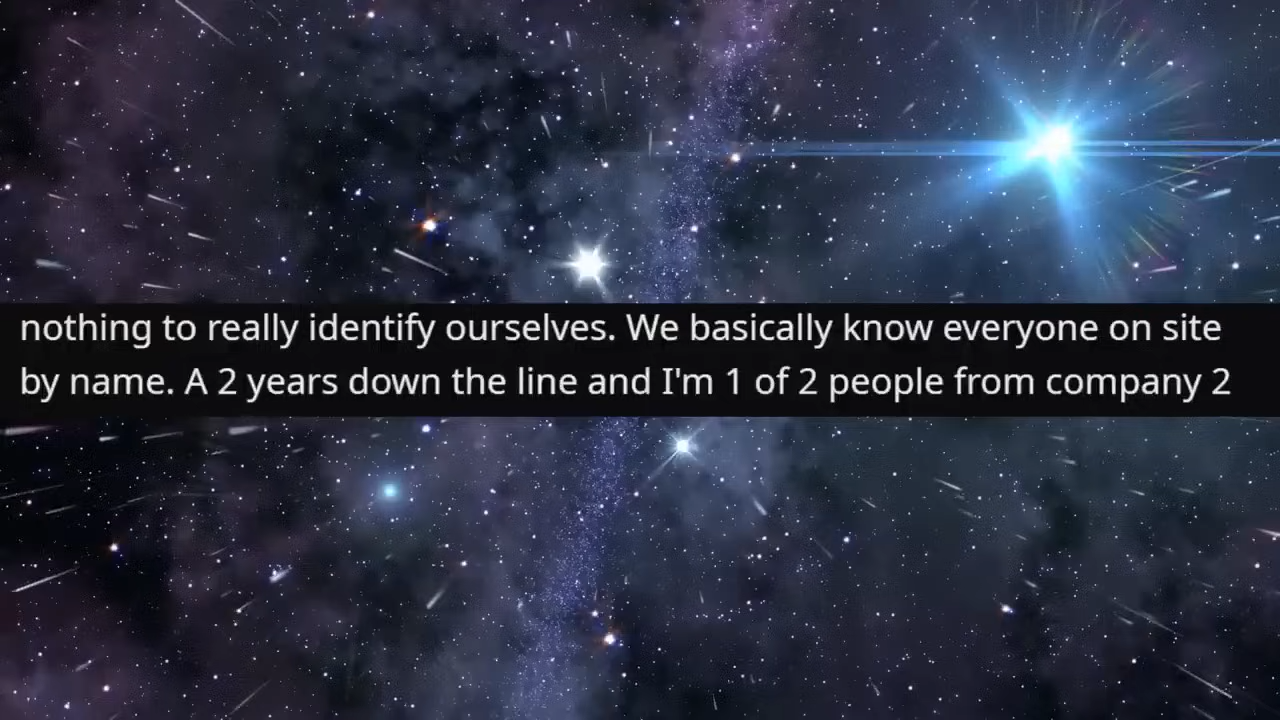 nothing to really identify ourselves. We basically know everyone on site
by name. A 2 years down the line and I'm 1 of 2 people from company 2